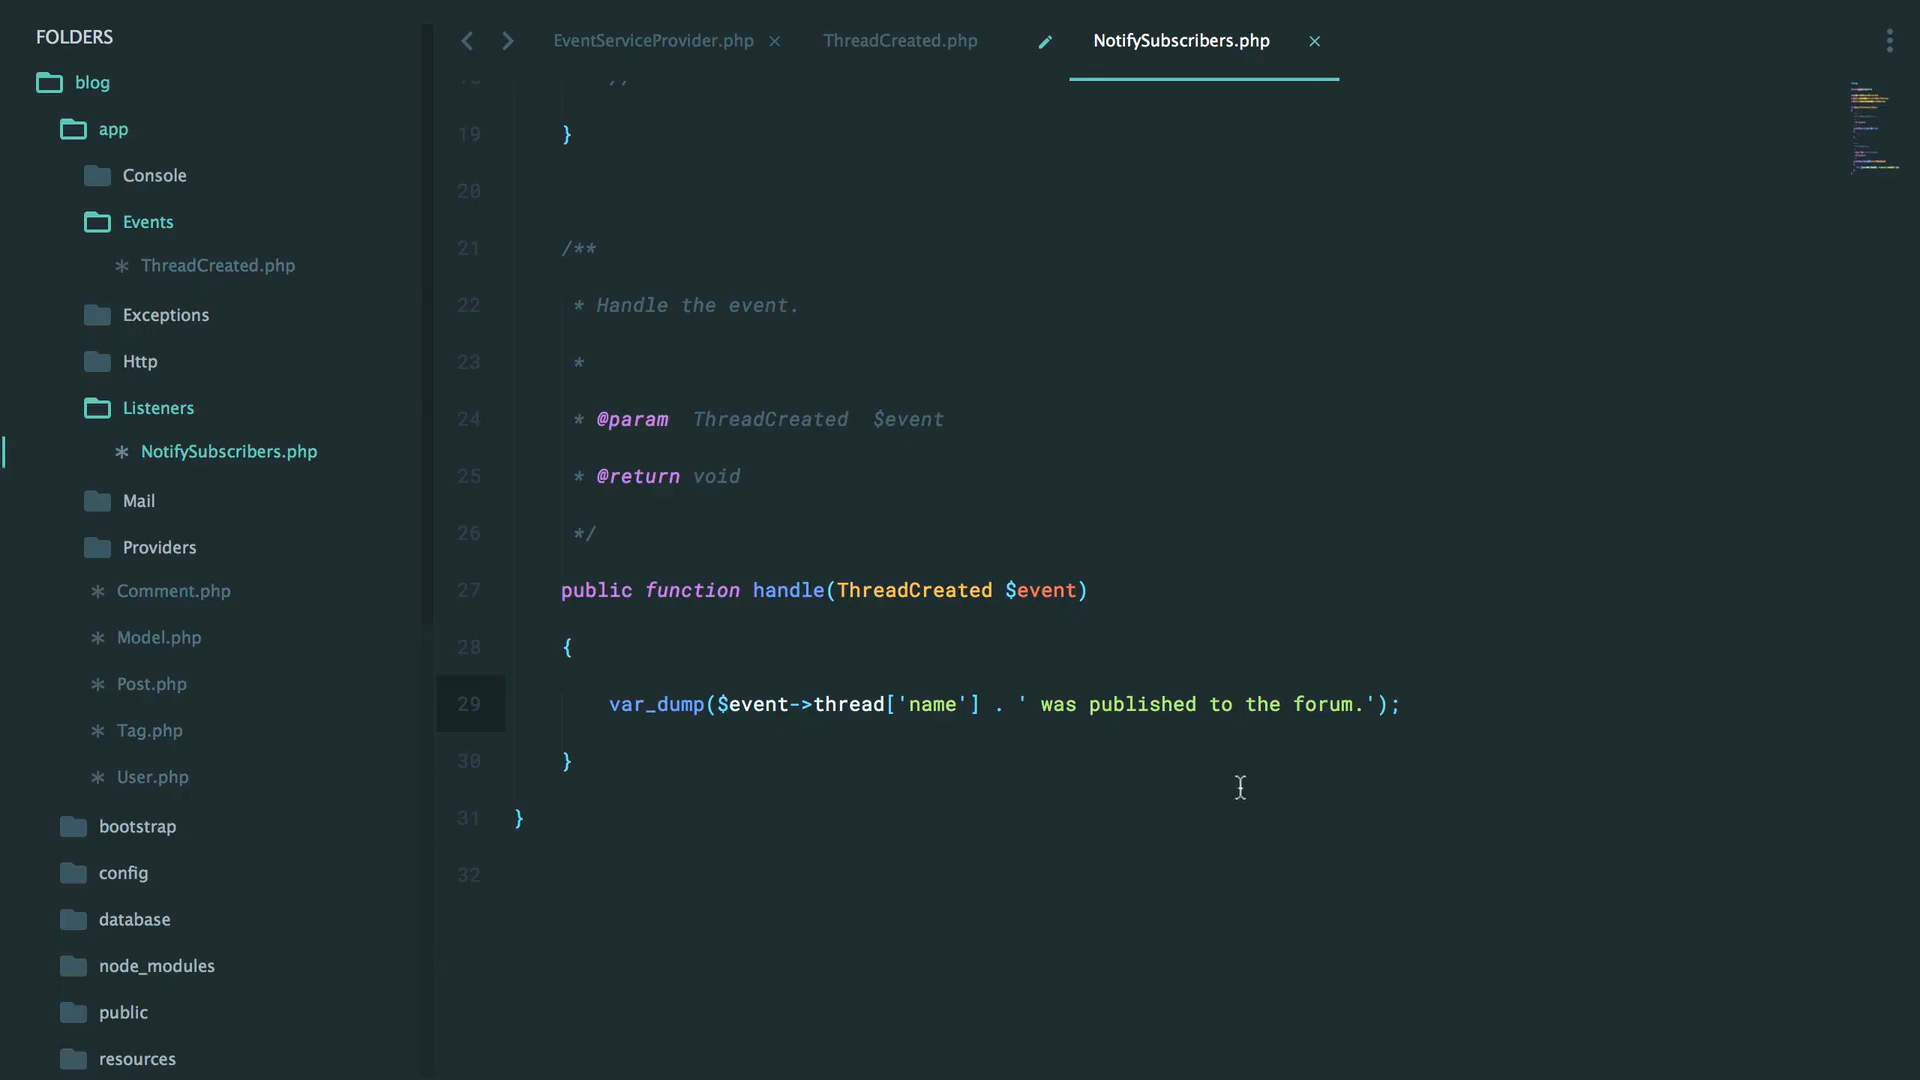 FOLDERS
blog
app
Console
Events
ThreadCreated.php
Exceptions
Http
Listeners
NotifySubscribers.php
Mail
Providers
Comment.php
Model.php
Post.php
Tag.php
User.php
bootstrap
config
database
node_modules
public
resources
EventServiceProvider.php
ThreadCreated.php
NotifySubscribers.php
19 }
20
21 /**
22 * Handle the event.
23 *
24 * @param ThreadCreated $event
25 * @return void
26 */
27 public function handle(ThreadCreated $event)
28 {
29 var_dump($event->thread['name'] . ' was published to the forum.');
30 }
31 }
32